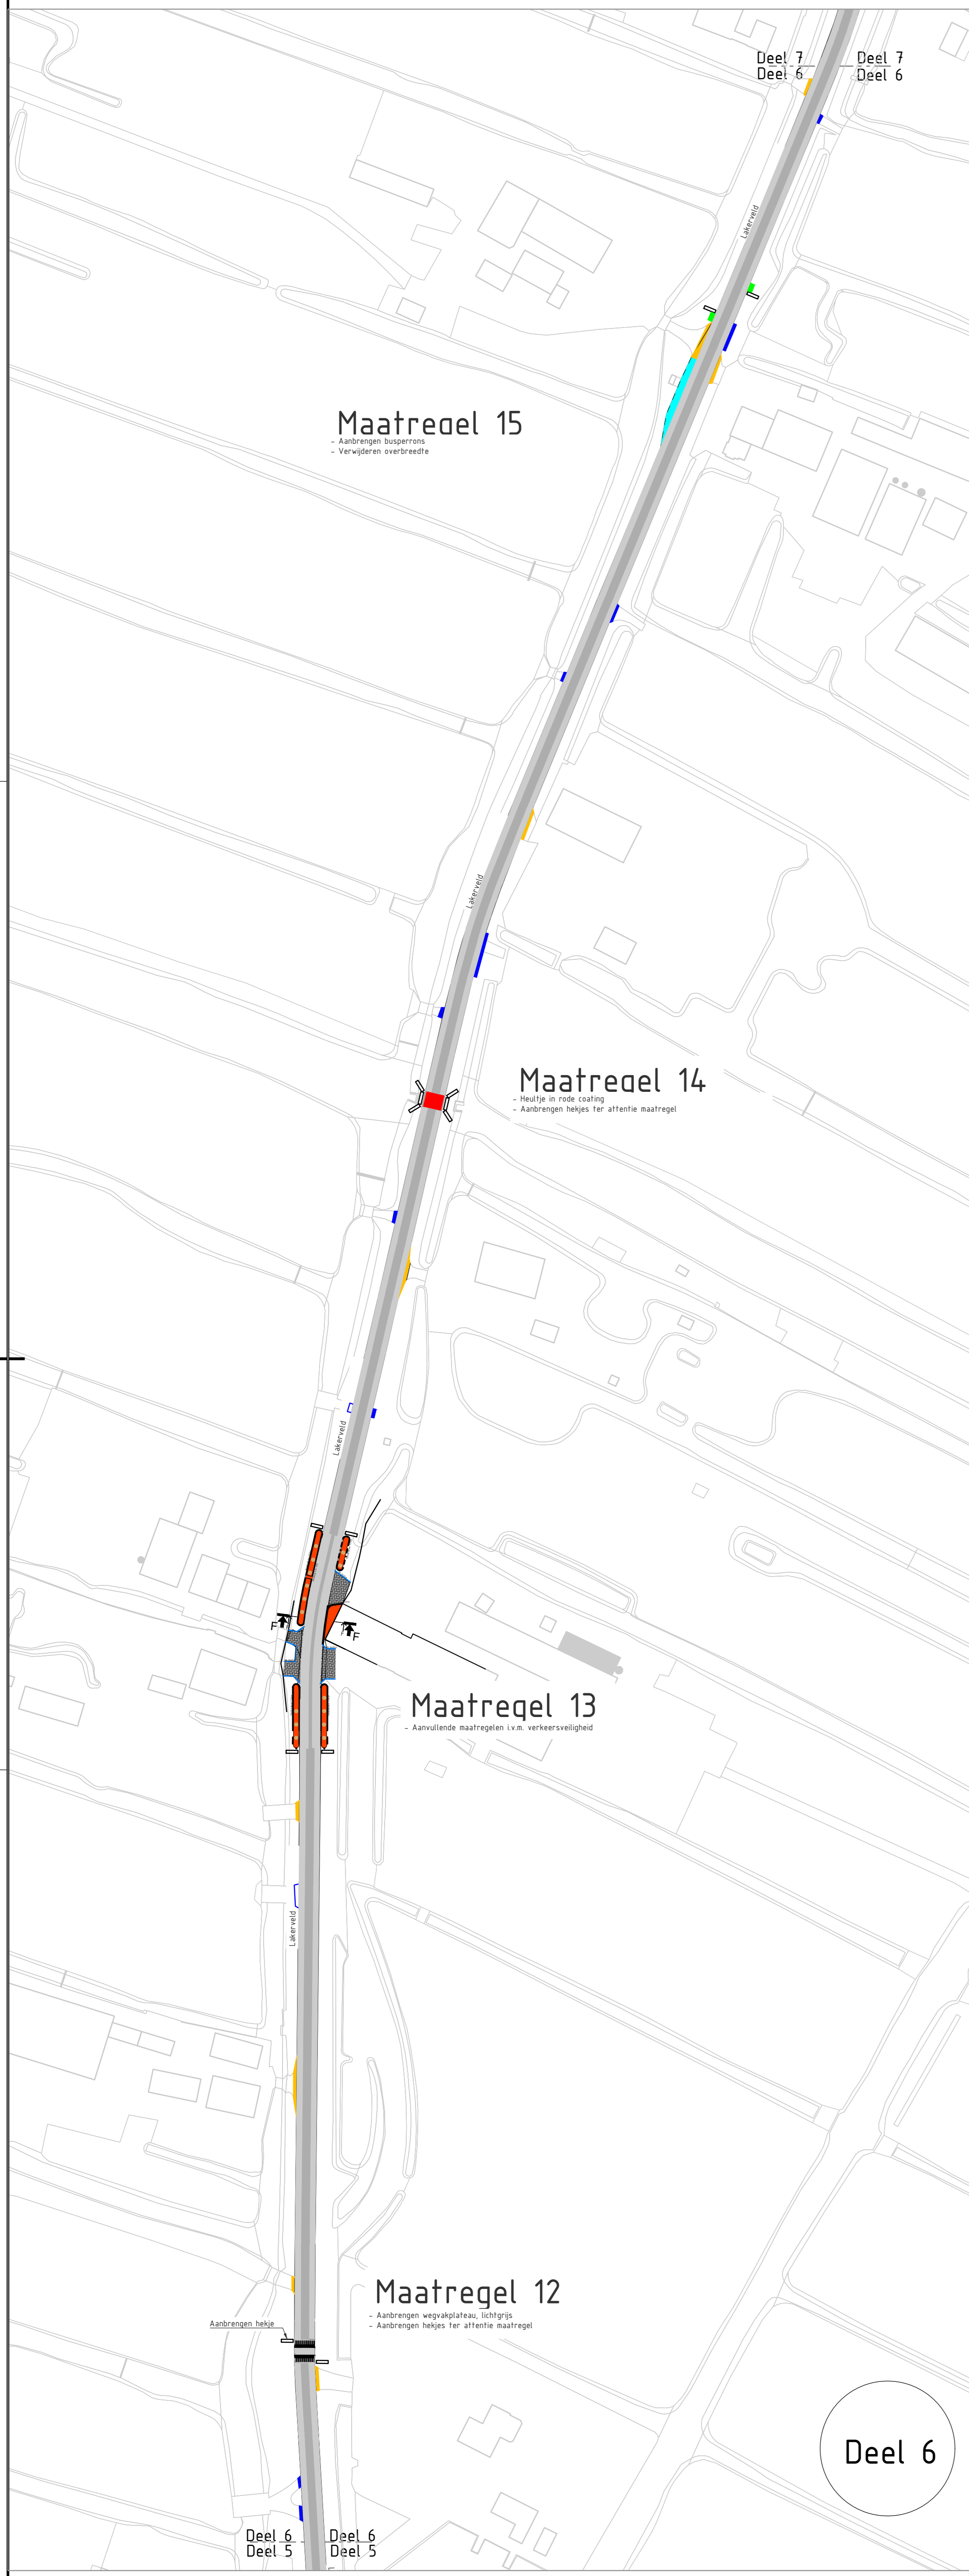 Deel 7
Deel 6
Deel 7
Deel 6
Lakerveld
Maatregel 15
- Aanbrengen busperrons
- Verwijderen overbreedte
Lakerveld
Maatregel 14
- Heultje in rode coating
- Aanbrengen hekjes ter attentie maatregel
Lakerveld
F
F
Maatregel 13
- Aanvullende maatregelen i.v.m. verkeersveiligheid
Lakerveld
Maatregel 12
- Aanbrengen wegvakplateau, lichtgrijs
- Aanbrengen hekjes ter attentie maatregel
Aanbrengen hekje
Deel 6
Deel 6
Deel 5
Deel 6
Deel 5